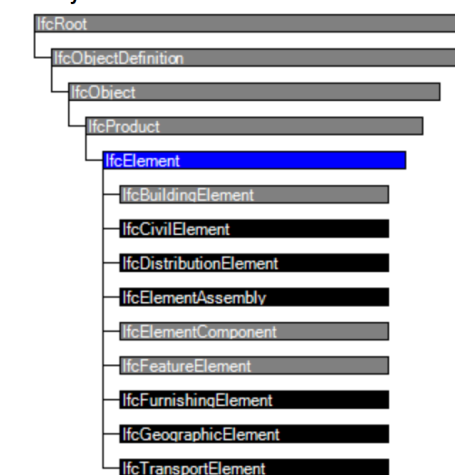 IfcRoot
IfcObjectDefinition
IfcObject
IfcProduct
IfcElement
IfcBuildingElement
IfcCivilElement
IfcDistributionElement
IfcElementAssembly
IfcElementComponent
IfcFeatureElement
IfcFurnishingElement
IfcGeographicElement
IfcTransportElement